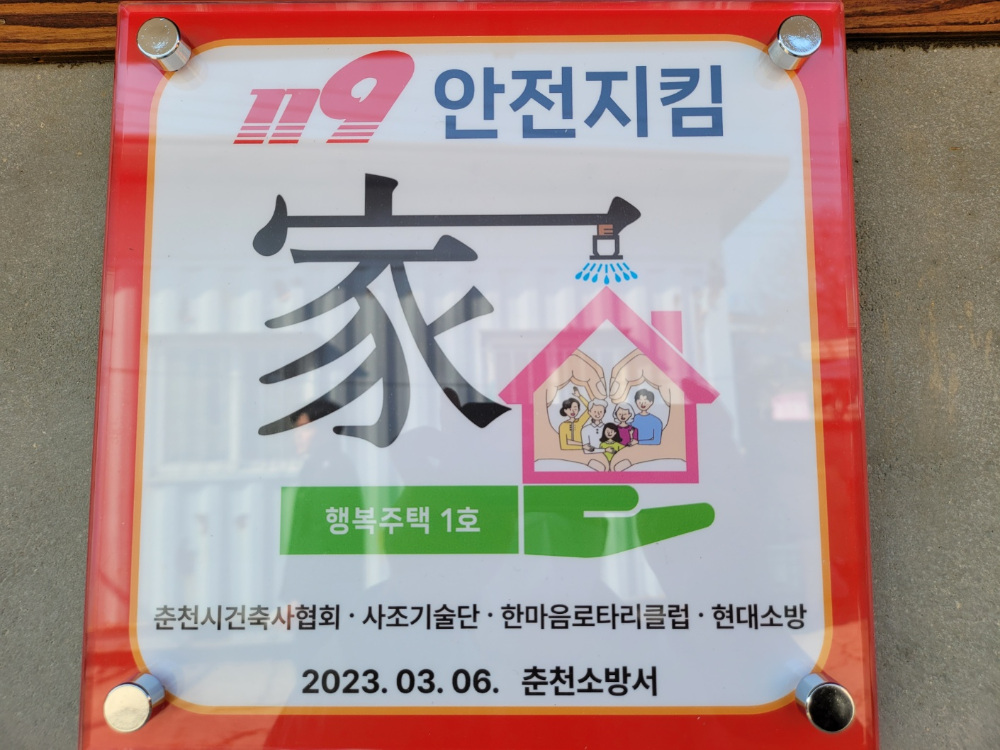 119 안전지킴
家
행복주택 1호
춘천시건축사협회 · 사조기술단 · 한마음로타리클럽 · 현대소방
2023. 03. 06. 춘천소방서